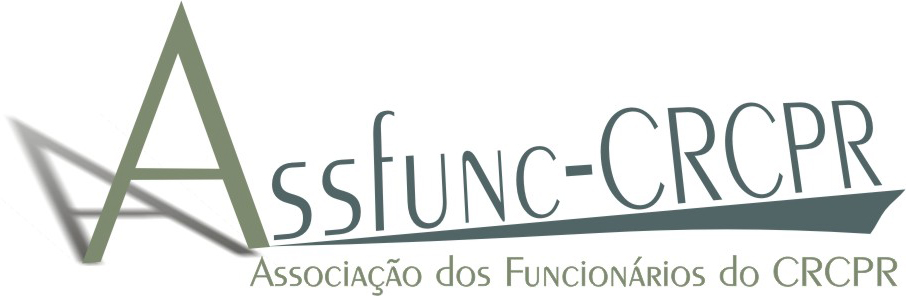 Assfunc-CRCPR
Associação dos Funcionários do CRCPR